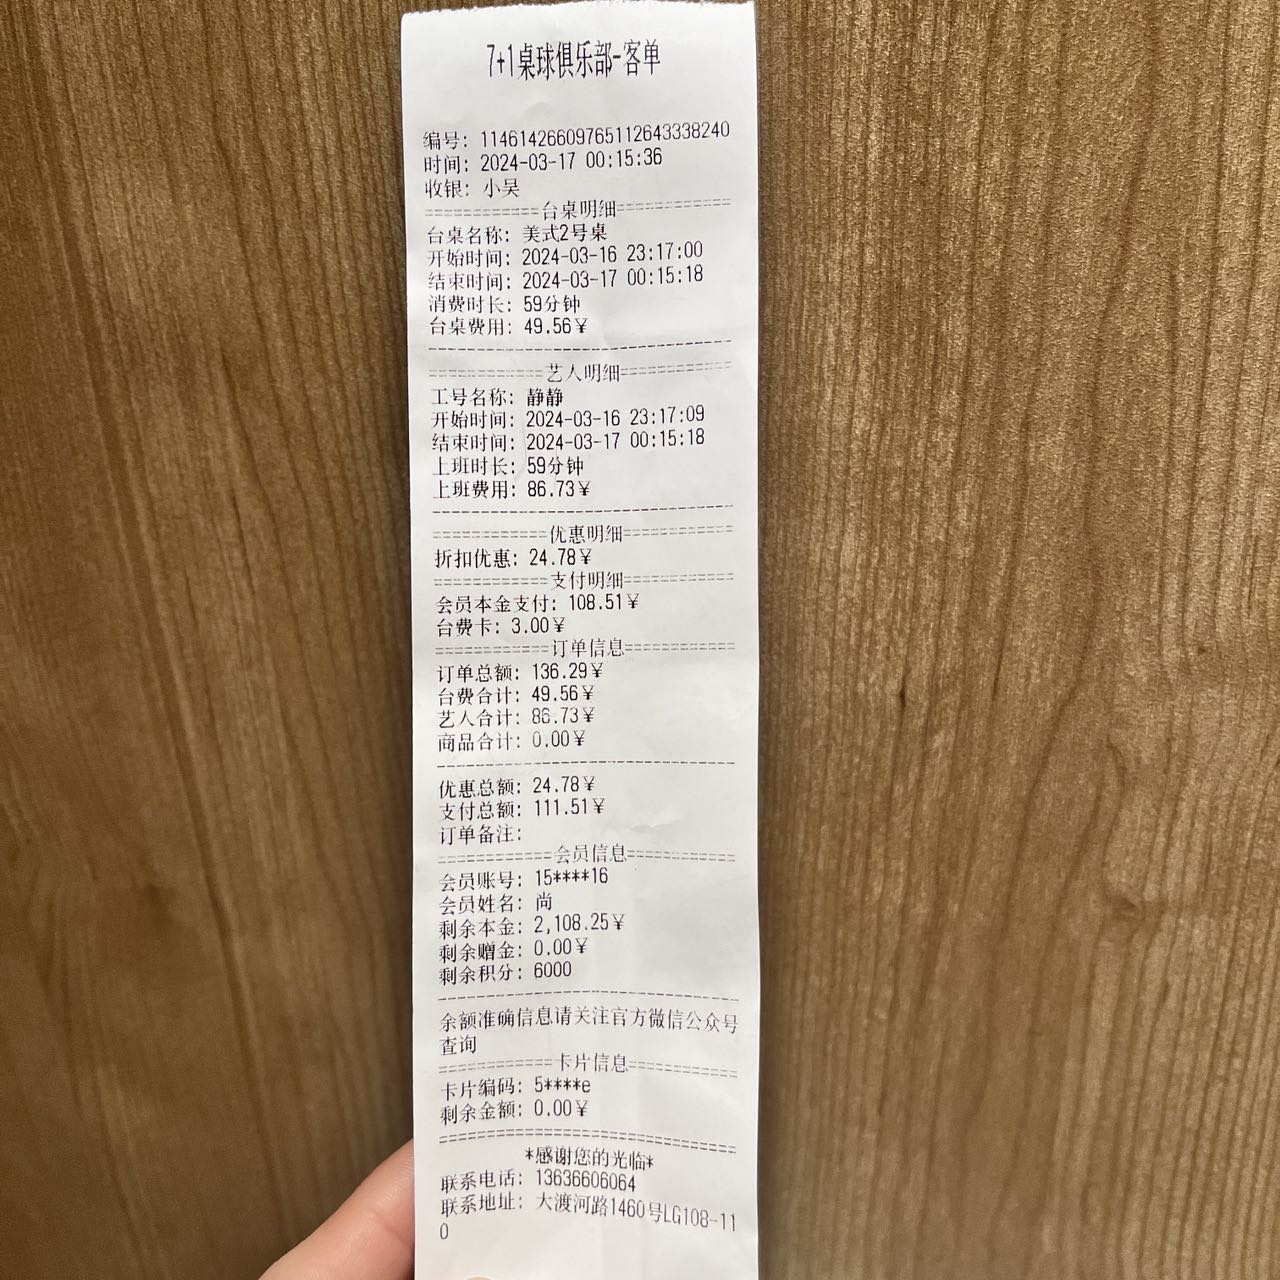 7+1桌球俱乐部-客单
编号: 11461426609765112643338240
时间: 2024-03-17 00:15:36
收银: 小吴
============台桌明细============
台桌名称: 美式2号桌
开始时间: 2024-03-16 23:17:00
结束时间: 2024-03-17 00:15:18
消费时长: 59分钟
台桌费用: 49.56¥
--------------------------------
============艺人明细============
工号名称: 静静
开始时间: 2024-03-16 23:17:09
结束时间: 2024-03-17 00:15:18
上班时长: 59分钟
上班费用: 86.73¥
--------------------------------
============优惠明细============
折扣优惠: 24.78¥
============支付明细============
会员本金支付: 108.51¥
台费卡: 3.00¥
============订单信息============
订单总额: 136.29¥
台费合计: 49.56¥
艺人合计: 86.73¥
商品合计: 0.00¥
--------------------------------
优惠总额: 24.78¥
支付总额: 111.51¥
订单备注:
============会员信息============
会员账号: 15****16
会员姓名: 尚
剩余本金: 2,108.25¥
剩余赠金: 0.00¥
剩余积分: 6000
--------------------------------
余额准确信息请关注官方微信公众号
查询
============卡片信息============
卡片编码: 5****e
剩余金额: 0.00¥
================================
*感谢您的光临*
联系电话: 13636606064
联系地址: 大渡河路1460号LG108-11
0